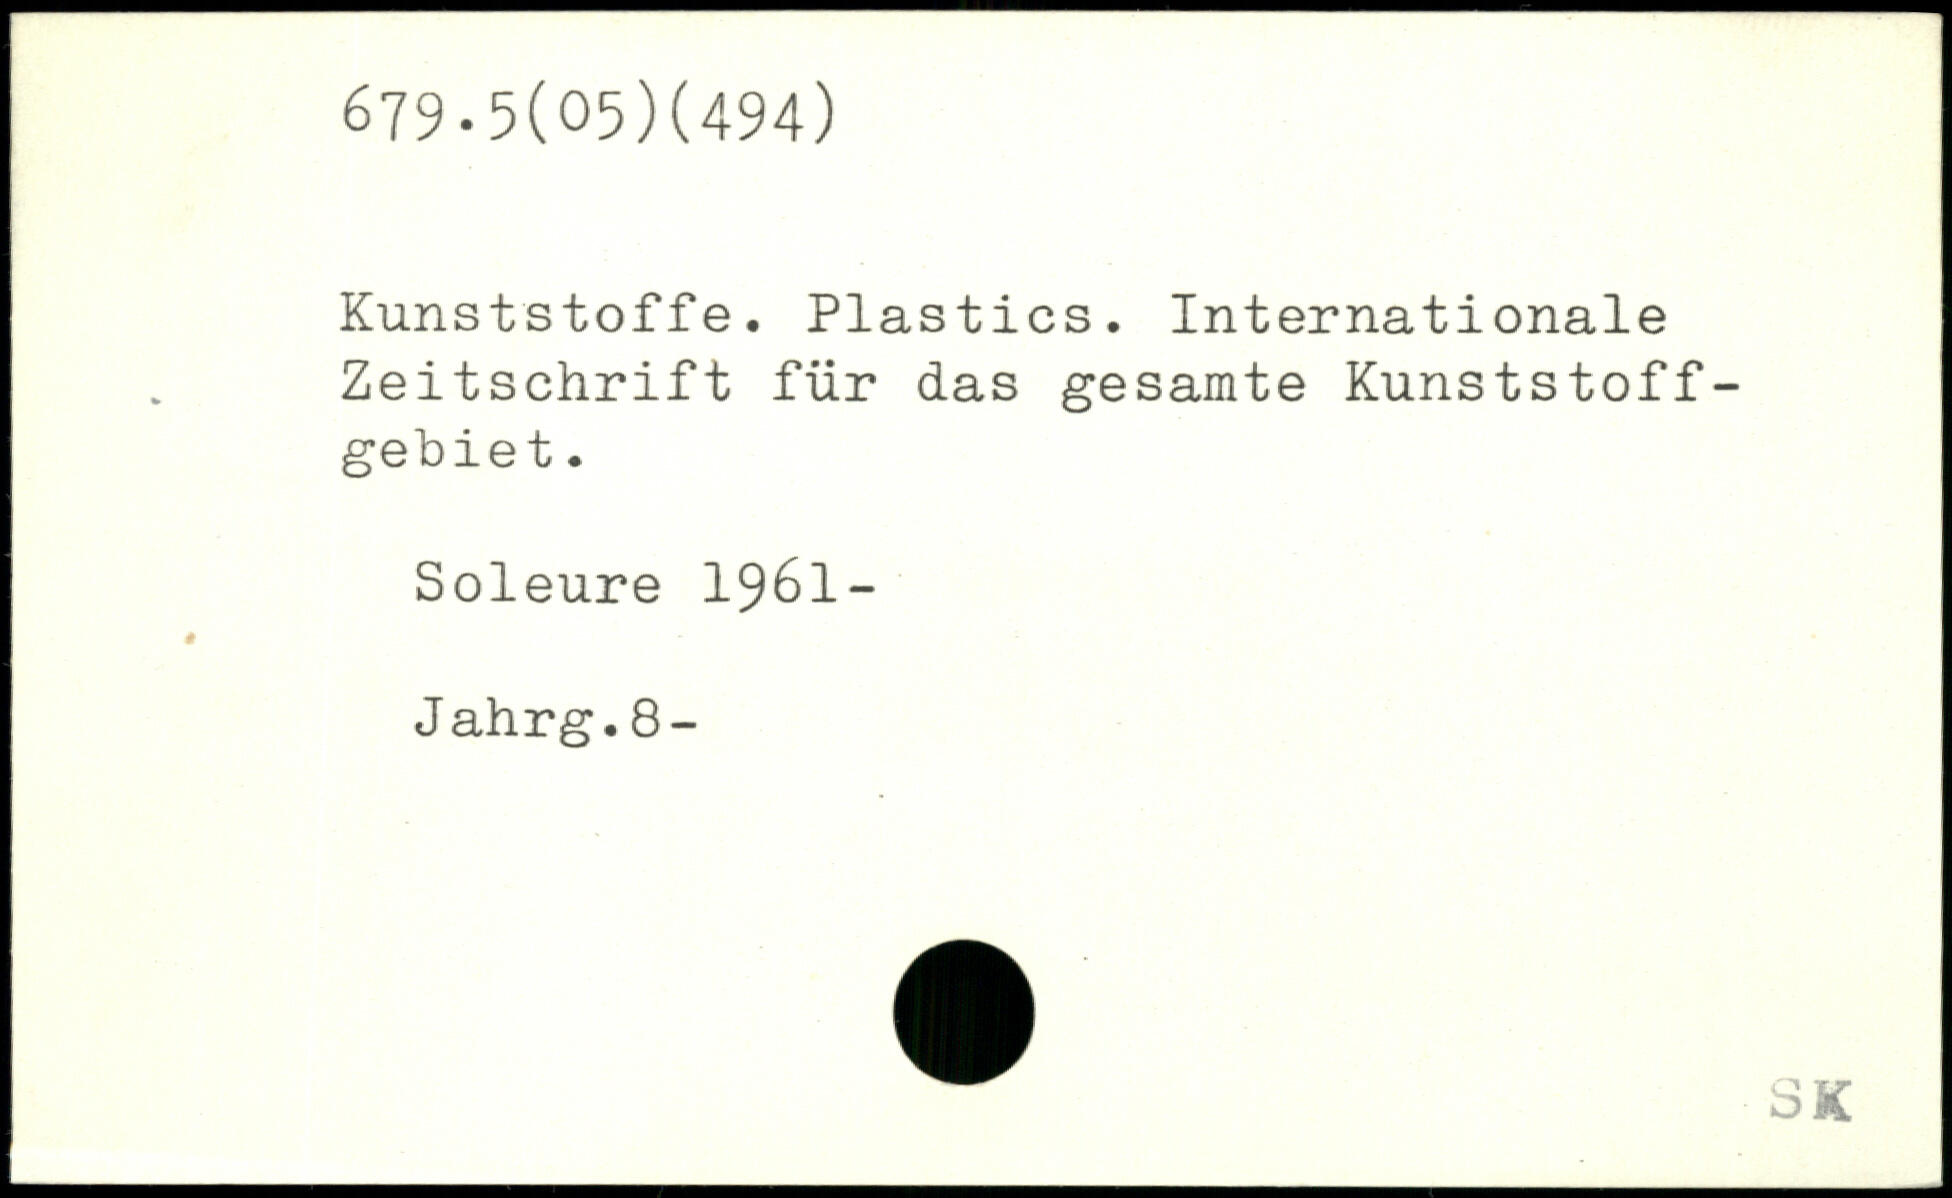 679.5(05)(494)
Kunststoffe. Plastics. Internationale
Zeitschrift für das gesamte Kunststoff-
gebiet.
Soleure 1961-
Jahrg.8-
SK